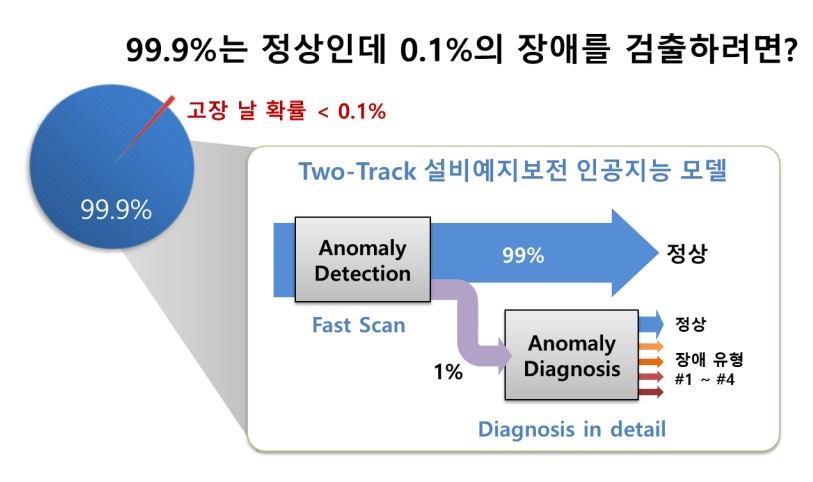 99.9%는 정상인데 0.1%의 장애를 검출하려면?
고장 날 확률 < 0.1%
99.9%
Two-Track 설비예지보전 인공지능 모델
Anomaly
Detection
99%
정상
Fast Scan
1%
Anomaly
Diagnosis
정상
장애 유형
#1 ~ #4
Diagnosis in detail